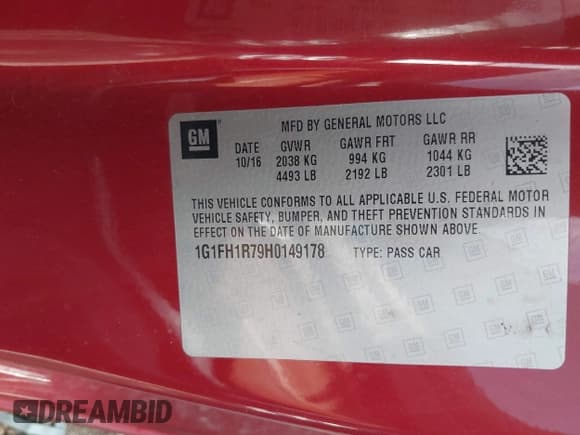 GM
MFD BY GENERAL MOTORS LLC
DATE GVWR GAWR FRT GAWR RR
10/16 2038 KG 994 KG 1044 KG
4493 LB 2192 LB 2301 LB
THIS VEHICLE CONFORMS TO ALL APPLICABLE U.S. FEDERAL MOTOR
VEHICLE SAFETY, BUMPER, AND THEFT PREVENTION STANDARDS IN
EFFECT ON THE DATE OF MANUFACTURE SHOWN ABOVE.
1G1FH1R79H0149178 TYPE: PASS CAR
DREAMBID